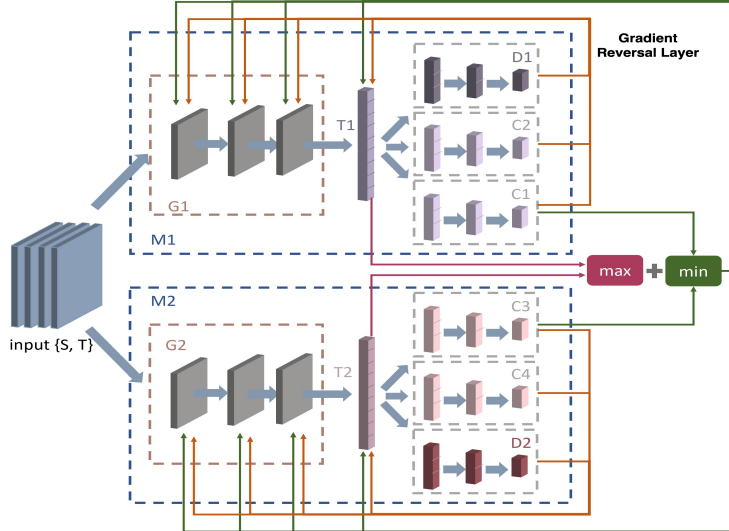 Gradient
Reversal Layer
D1
T1
C2
C1
G1
M1
max
min
input {S, T}
M2
C3
G2
T2
C4
D2